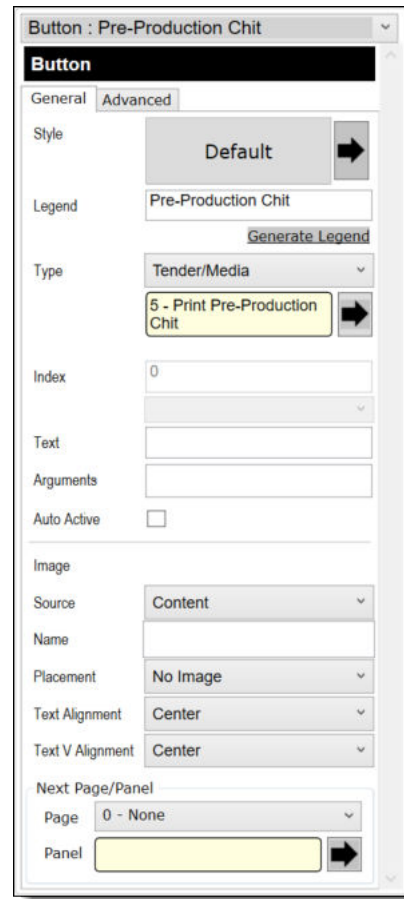 Button : Pre-Production Chit
Button
General Advanced
Style
Default
Legend
Pre-Production Chit
Generate Legend
Type
Tender/Media
5 - Print Pre-Production
Chit
Index
0
Text
Arguments
Auto Active
Image
Source
Content
Name
Placement
No Image
Text Alignment
Center
Text V Alignment
Center
Next Page/Panel
Page
0 - None
Panel